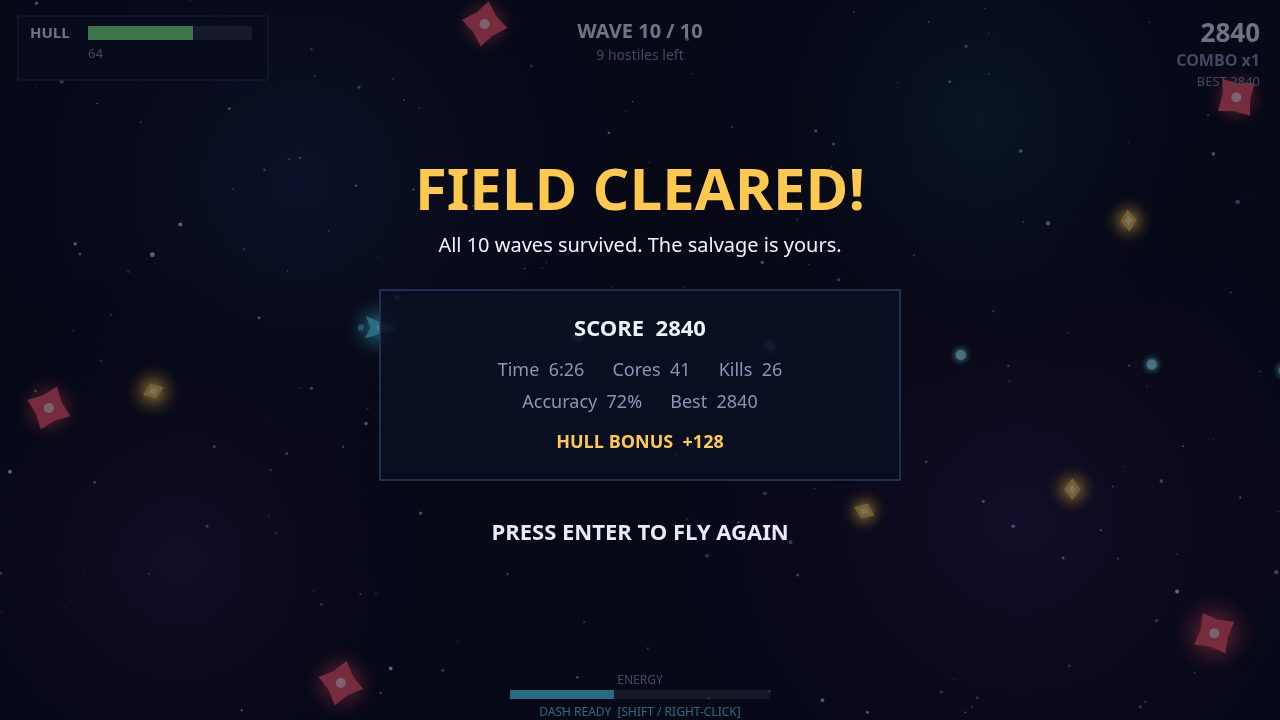 HULL
64
WAVE 10 / 10
9 hostiles left
2840
COMBO x1
BEST 2840
FIELD CLEARED!
All 10 waves survived. The salvage is yours.
SCORE 2840
Time 6:26 Cores 41 Kills 26
Accuracy 72% Best 2840
HULL BONUS +128
PRESS ENTER TO FLY AGAIN
ENERGY
DASH READY [SHIFT / RIGHT-CLICK]